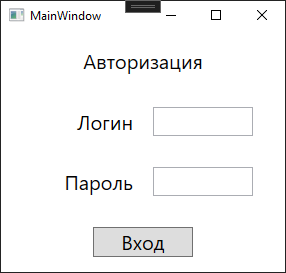 MainWindow
Авторизация
Логин
Пароль
Вход